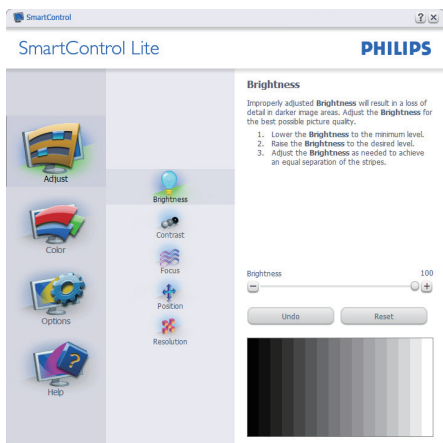 SmartControl
SmartControl Lite
PHILIPS
Adjust
Color
Options
Help
Brightness
Contrast
Focus
Position
Resolution
Brightness
Improperly adjusted Brightness will result in a loss of
detail in darker image areas. Adjust the Brightness for
the best possible picture quality.
1. Lower the Brightness to the minimum level.
2. Raise the Brightness to the desired level.
3. Adjust the Brightness as needed to achieve
an equal separation of the stripes.
Brightness 100
Undo Reset